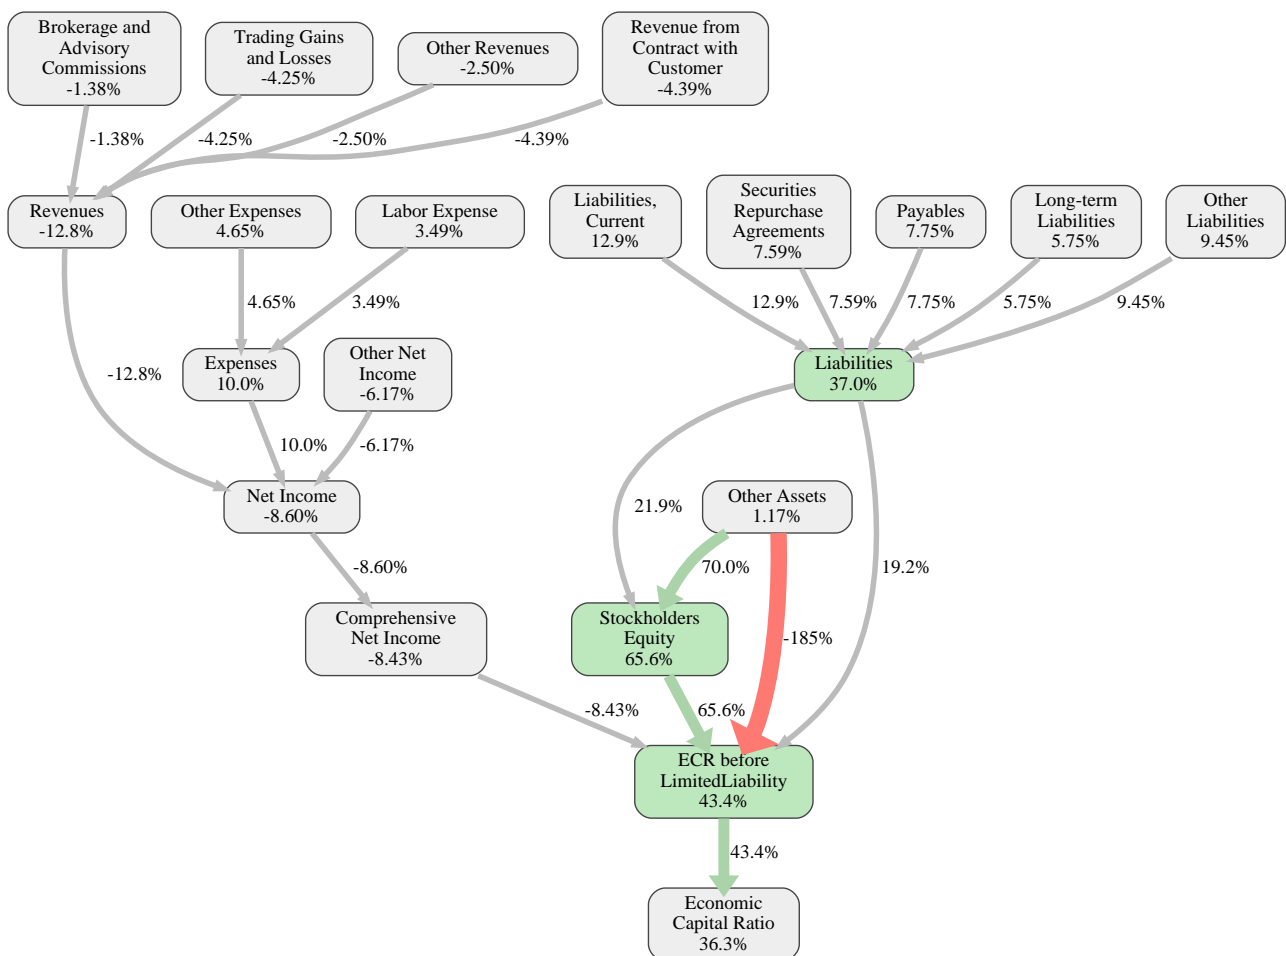 Brokerage and
Advisory
Commissions
-1.38%
Trading Gains
and Losses
-4.25%
Other Revenues
-2.50%
Revenue from
Contract with
Customer
-4.39%
-1.38%
-4.25%
-2.50%
-4.39%
Revenues
-12.8%
Other Expenses
4.65%
Labor Expense
3.49%
Liabilities,
Current
12.9%
Securities
Repurchase
Agreements
7.59%
Payables
7.75%
Long-term
Liabilities
5.75%
Other
Liabilities
9.45%
4.65%
3.49%
12.9%
7.59%
7.75%
5.75%
9.45%
-12.8%
Expenses
10.0%
Other Net
Income
-6.17%
Liabilities
37.0%
10.0%
-6.17%
Net Income
-8.60%
21.9%
Other Assets
1.17%
-8.60%
70.0%
19.2%
Comprehensive
Net Income
-8.43%
Stockholders
Equity
65.6%
-185%
-8.43%
65.6%
ECR before
LimitedLiability
43.4%
43.4%
Economic
Capital Ratio
36.3%